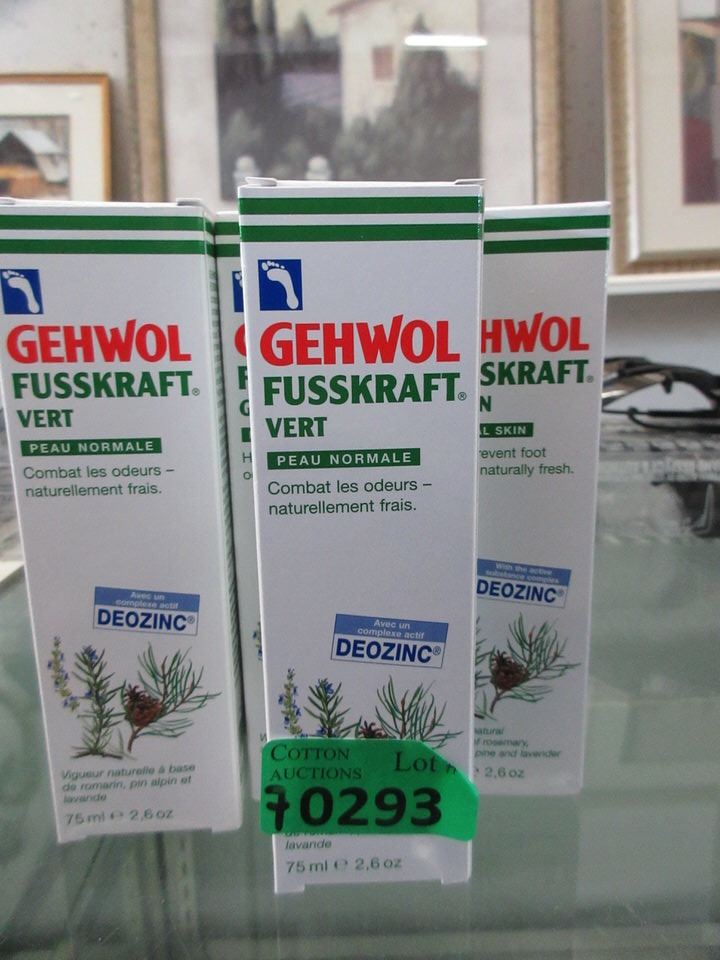 GEHWOL
FUSSKRAFT®
VERT
PEAU NORMALE
Combat les odeurs –
naturellement frais.
Avec un
complexe actif
DEOZINC®
Vigueur naturelle à base
de romarin, pin alpin et
lavande
75 ml ℮ 2,6 oz
GEHWOL
FUSSKRAFT®
VERT
PEAU NORMALE
Combat les odeurs –
naturellement frais.
Avec un
complexe actif
DEOZINC®
COTTON
AUCTIONS
Lot #
70293
lavande
75 ml ℮ 2,6 oz
HWOL
SKRAFT®
N
L SKIN
revent foot
naturally fresh.
With the active
substance complex
DEOZINC®
atural
f rosemary,
pine and lavender
℮ 2,6 oz